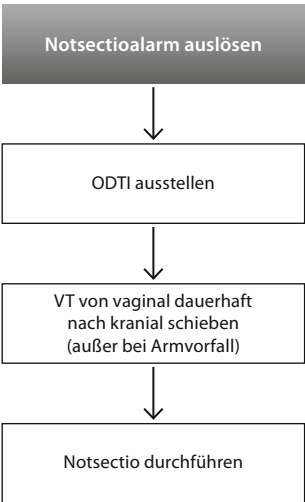 Notsectioalarm auslösen
ODTI ausstellen
VT von vaginal dauerhaft
nach kranial schieben
(außer bei Armvorfall)
Notsectio durchführen